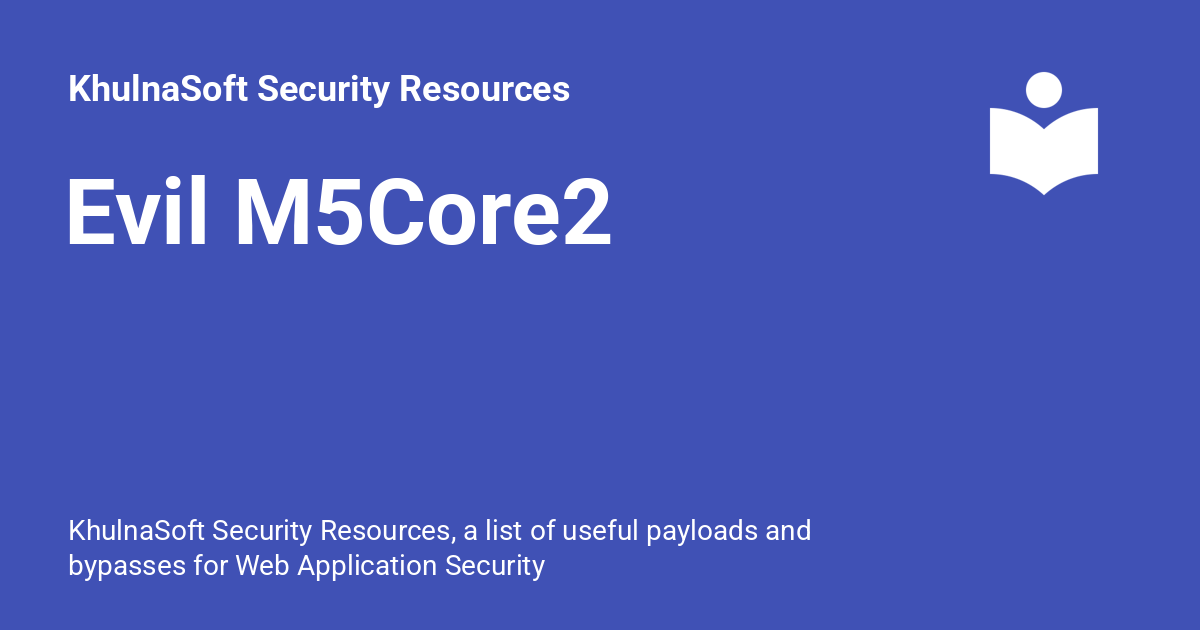 KhulnaSoft Security Resources
Evil M5Core2
KhulnaSoft Security Resources, a list of useful payloads and
bypasses for Web Application Security